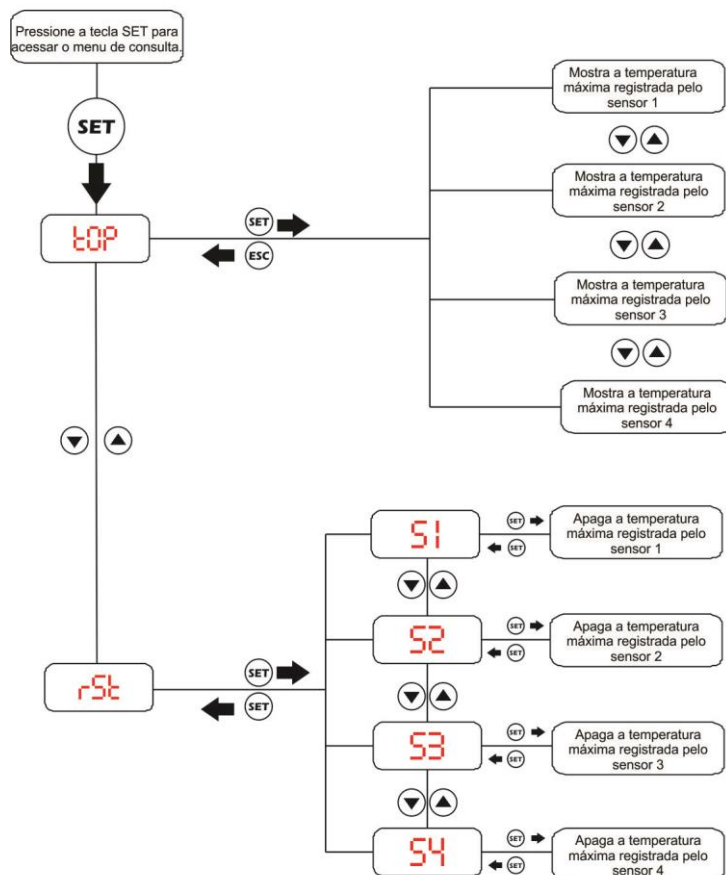 Pressione a tecla SET para
acessar o menu de consulta.
SET
tOP
SET
ESC
Mostra a temperatura
máxima registrada pelo
sensor 1
Mostra a temperatura
máxima registrada pelo
sensor 2
Mostra a temperatura
máxima registrada pelo
sensor 3
Mostra a temperatura
máxima registrada pelo
sensor 4
rSt
SET
SET
S1
SET
SET
Apaga a temperatura
máxima registrada pelo
sensor 1
S2
SET
SET
Apaga a temperatura
máxima registrada pelo
sensor 2
S3
SET
SET
Apaga a temperatura
máxima registrada pelo
sensor 3
S4
SET
SET
Apaga a temperatura
máxima registrada pelo
sensor 4